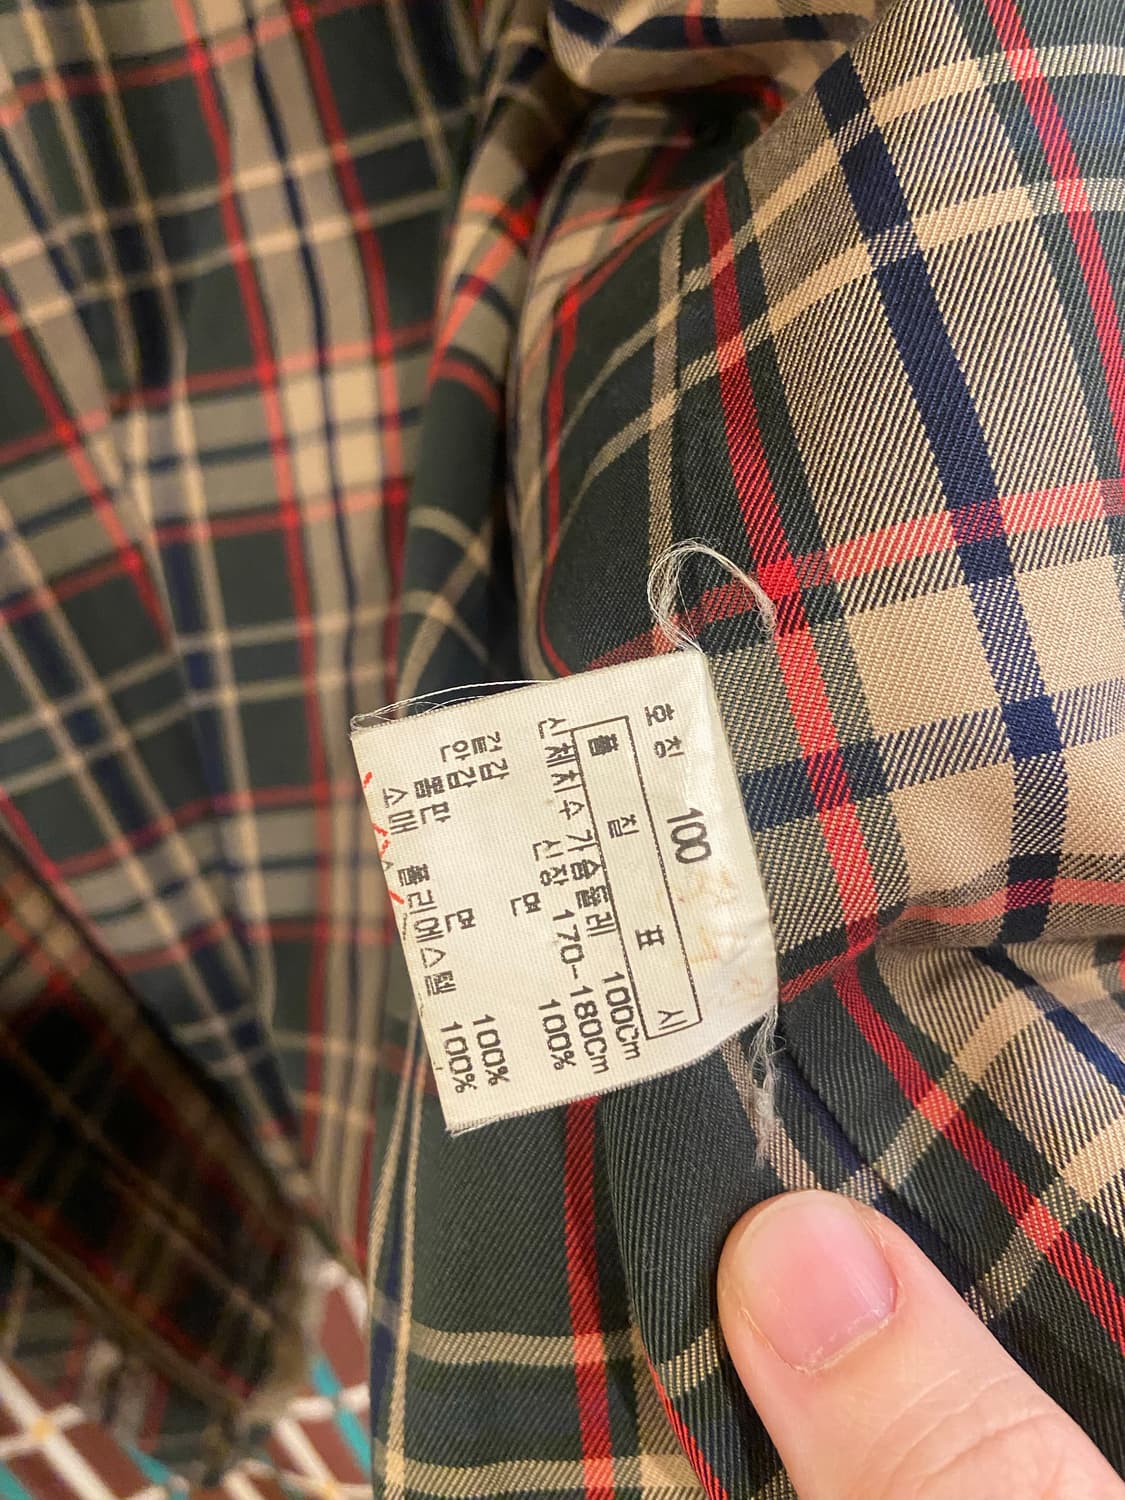 호칭 100
품질표시
신체치수 가슴둘레 100Cm
신장 170-180Cm
겉감 면 100%
안감 몸판 면 100%
소매 폴리에스텔 100%